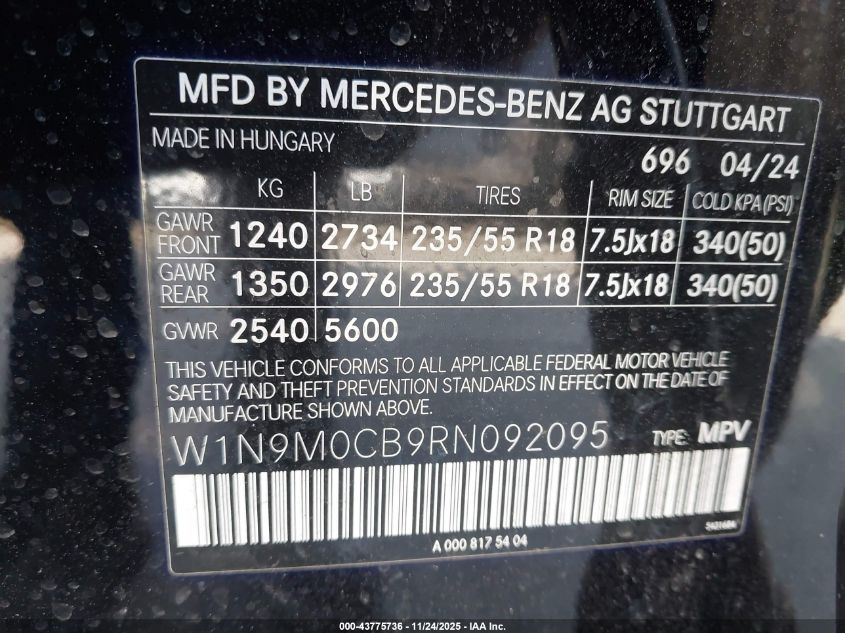 MFD BY MERCEDES-BENZ AG STUTTGART
MADE IN HUNGARY
696 04/24
KG LB TIRES RIM SIZE COLD KPA (PSI)
GAWR FRONT 1240 2734 235/55 R18 7.5Jx18 340(50)
GAWR REAR 1350 2976 235/55 R18 7.5Jx18 340(50)
GVWR 2540 5600
THIS VEHICLE CONFORMS TO ALL APPLICABLE FEDERAL MOTOR VEHICLE
SAFETY AND THEFT PREVENTION STANDARDS IN EFFECT ON THE DATE OF
MANUFACTURE SHOWN ABOVE.
W1N9M0CB9RN092095 TYPE: MPV
A 000 817 54 04
000-43775736 - 11/24/2025 - IAA Inc.